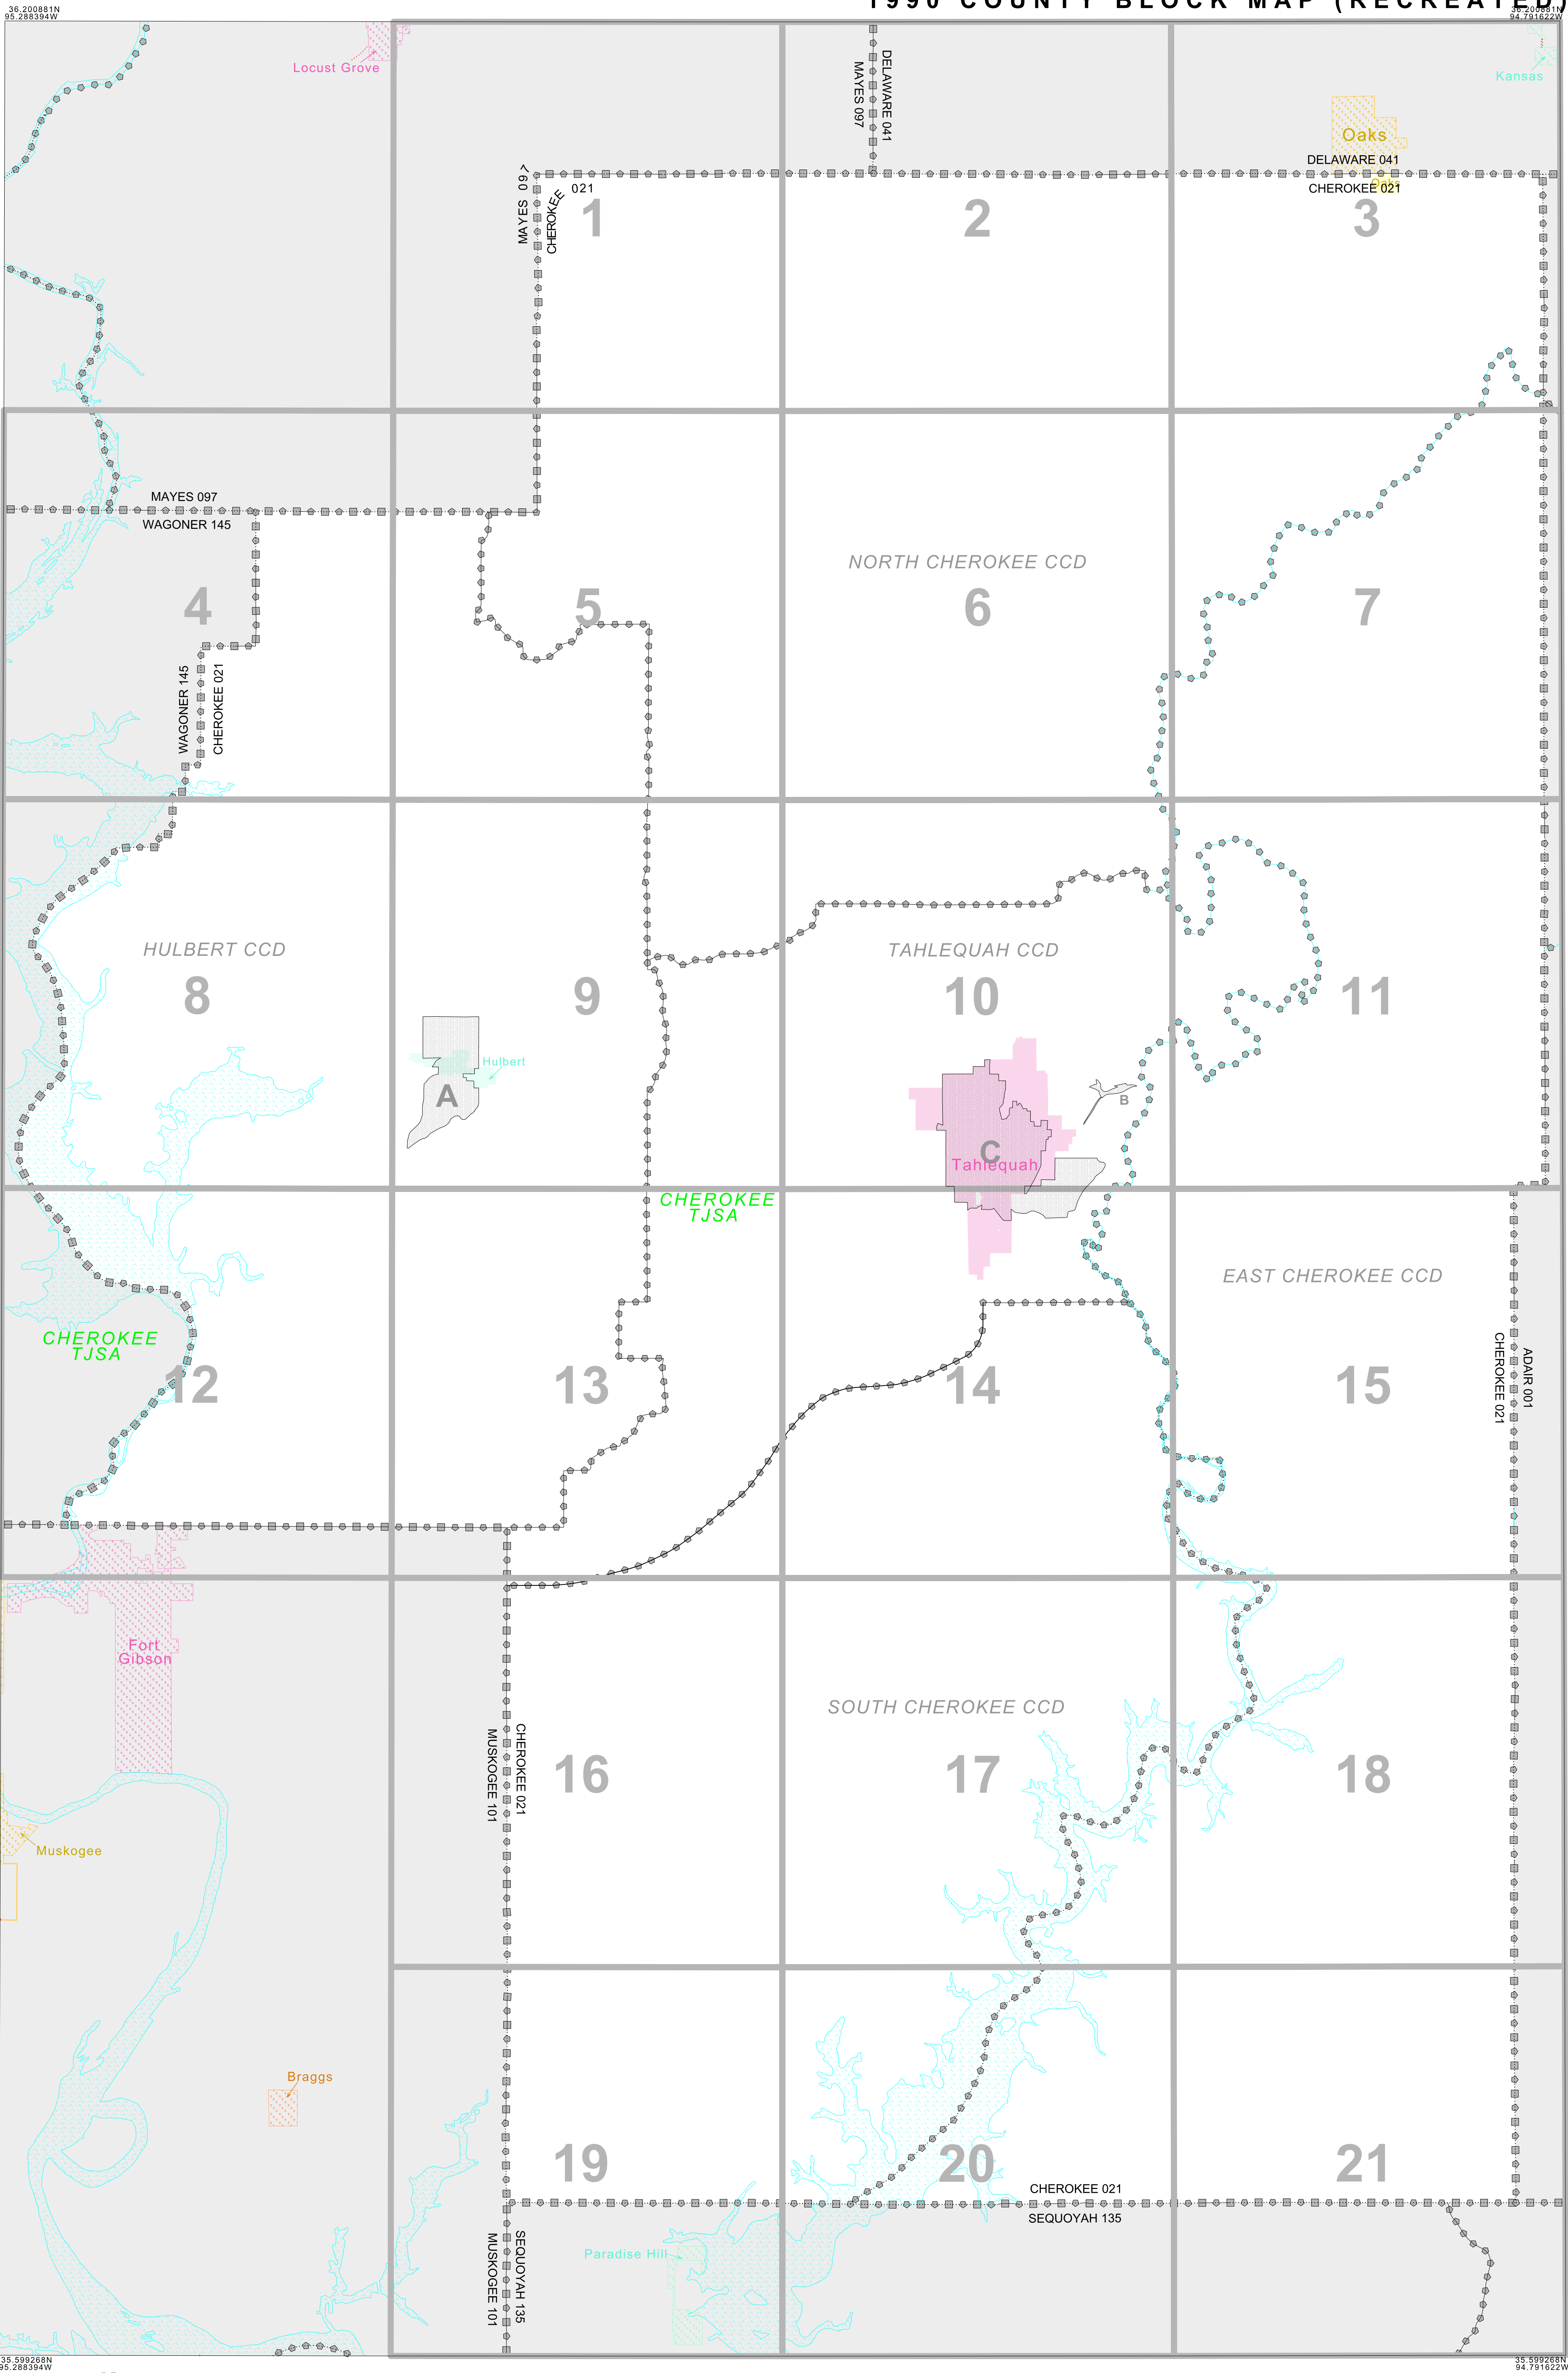 1990 COUNTY BLOCK MAP (RECREATED)
36.200881N
95.288394W
36.200881N
94.791622W
Locust Grove
DELAWARE 041
MAYES 097
Kansas
Oaks
DELAWARE 041
CHEROKEE 021
Oaks
MAYES 097
CHEROKEE 021
1
2
3
MAYES 097
WAGONER 145
NORTH CHEROKEE CCD
4
5
6
7
WAGONER 145
CHEROKEE 021
HULBERT CCD
TAHLEQUAH CCD
8
9
10
11
Hulbert
A
B
C
Tahlequah
CHEROKEE
TJSA
EAST CHEROKEE CCD
CHEROKEE
TJSA
12
13
14
15
ADAIR 001
CHEROKEE 021
Fort
Gibson
SOUTH CHEROKEE CCD
CHEROKEE 021
MUSKOGEE 101
16
17
18
Muskogee
Braggs
19
20
21
CHEROKEE 021
SEQUOYAH 135
SEQUOYAH 135
MUSKOGEE 101
Paradise Hill
35.599268N
95.288394W
35.599268N
94.791622W